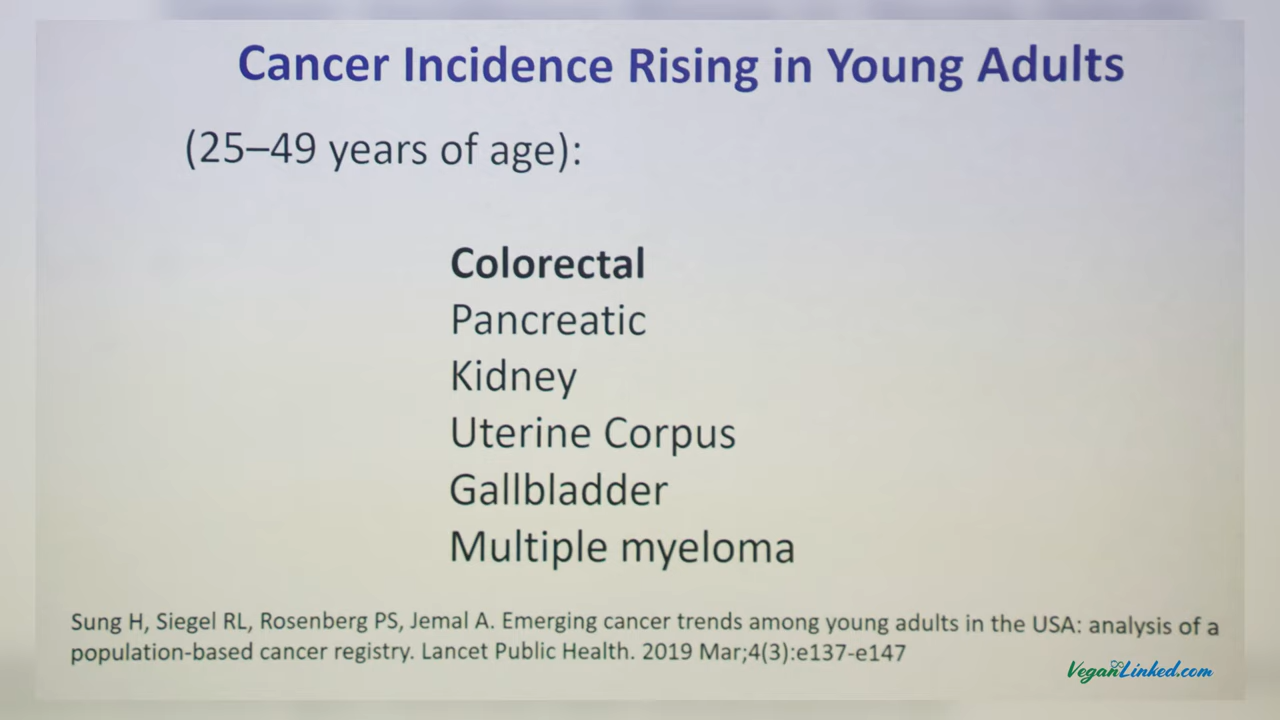 Cancer Incidence Rising in Young Adults
(25–49 years of age):
Colorectal
Pancreatic
Kidney
Uterine Corpus
Gallbladder
Multiple myeloma
Sung H, Siegel RL, Rosenberg PS, Jemal A. Emerging cancer trends among young adults in the USA: analysis of a
population-based cancer registry. Lancet Public Health. 2019 Mar;4(3):e137-e147
VeganLinked.com